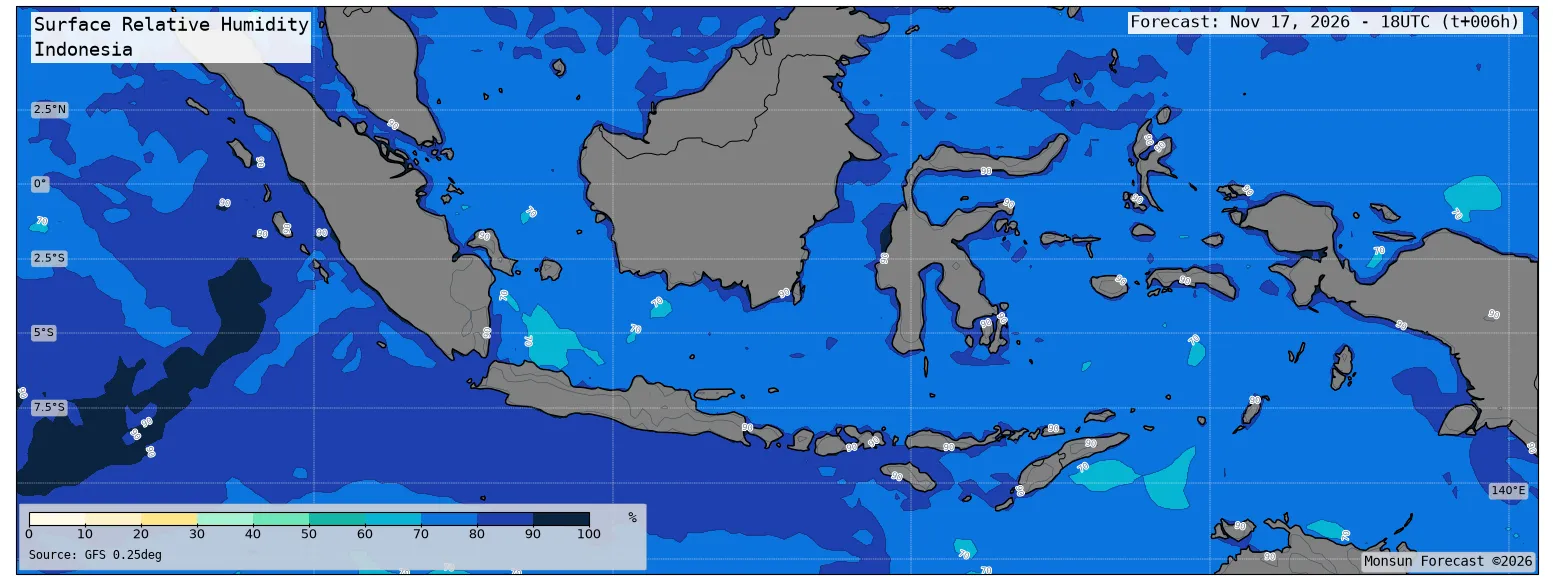 Surface Relative Humidity
Indonesia
Forecast: Nov 17, 2026 - 18UTC (t+006h)
2.5°N
0°
2.5°S
5°S
7.5°S
140°E
0 10 20 30 40 50 60 70 80 90 100 %
Source: GFS 0.25deg
Monsun Forecast ©2026